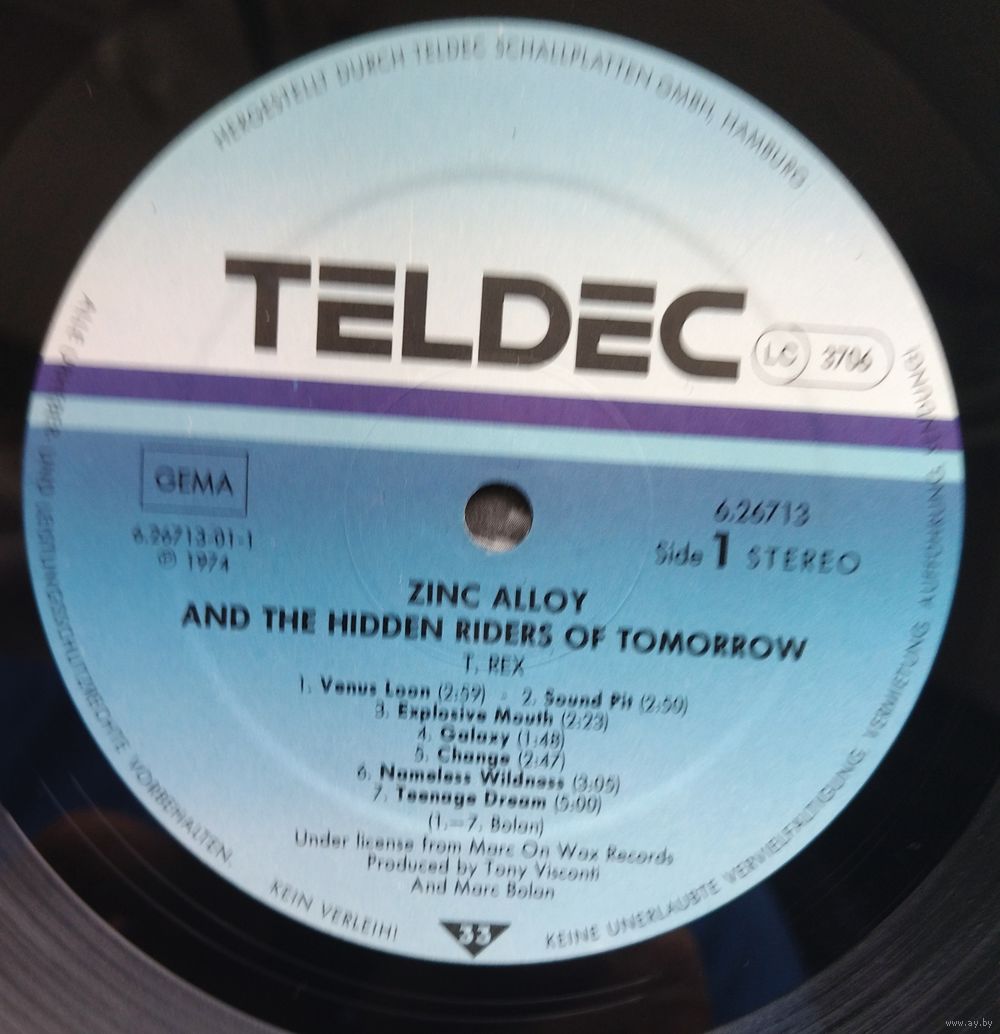 HERGESTELLT DURCH TELDEC SCHALLPLATTEN GMBH, HAMBURG
TELDEC
LC 3706
GEMA
6.26713-01-1
℗ 1974
6.26713
Side 1 STEREO
ZINC ALLOY
AND THE HIDDEN RIDERS OF TOMORROW
T. REX
1. Venus Loon (2:59) - 2. Sound Pit (2:50)
3. Explosive Mouth (2:23)
4. Galaxy (1:48)
5. Change (2:47)
6. Nameless Wildness (3:05)
7. Teenage Dream (5:00)
(1.–7. Bolan)
Under license from Marc On Wax Records
Produced by Tony Visconti
And Marc Bolan
33
ALLE URHEBER- UND LEISTUNGSSCHUTZRECHTE VORBEHALTEN.
KEIN VERLEIH!
KEINE UNERLAUBTE VERVIELFÄLTIGUNG, VERMIETUNG, AUFFÜHRUNG, SENDUNG!
www.ay.by